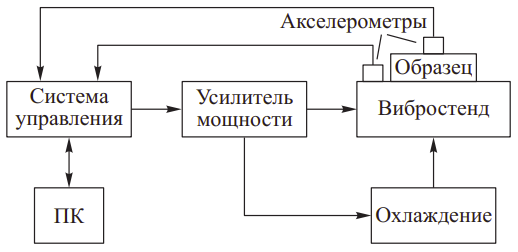 Акселерометры
Образец
Система
управления
Усилитель
мощности
Вибростенд
ПК
Охлаждение